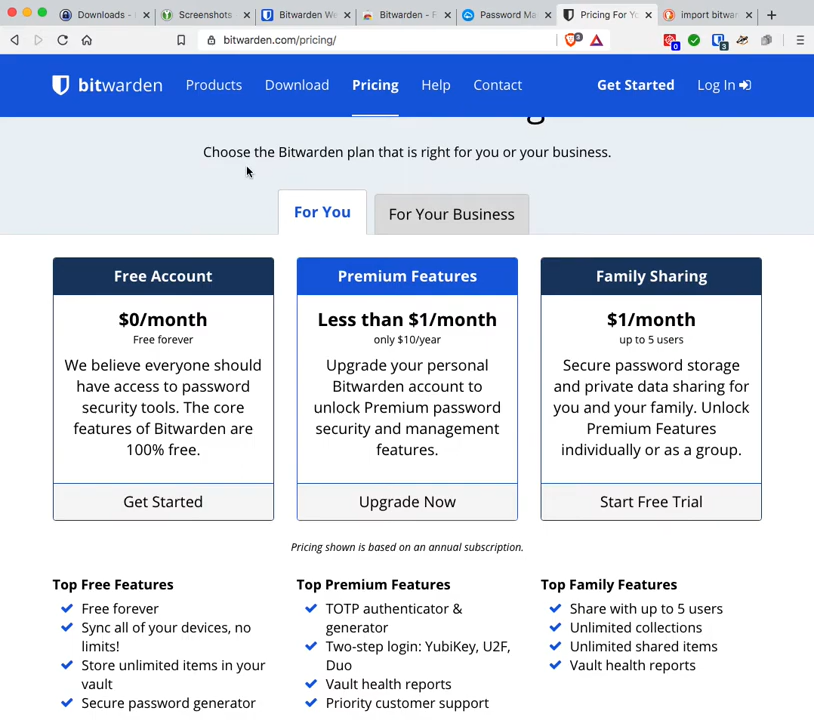 Downloads -
Screenshots
Bitwarden We
Bitwarden - F
Password Ma
Pricing For Yo
import bitwar
bitwarden.com/pricing/
3
0
3
bitwarden
Products
Download
Pricing
Help
Contact
Get Started
Log In
Choose the Bitwarden plan that is right for you or your business.
For You
For Your Business
Free Account
$0/month
Free forever
We believe everyone should
have access to password
security tools. The core
features of Bitwarden are
100% free.
Get Started
Premium Features
Less than $1/month
only $10/year
Upgrade your personal
Bitwarden account to
unlock Premium password
security and management
features.
Upgrade Now
Family Sharing
$1/month
up to 5 users
Secure password storage
and private data sharing for
you and your family. Unlock
Premium Features
individually or as a group.
Start Free Trial
Pricing shown is based on an annual subscription.
Top Free Features
Free forever
Sync all of your devices, no
limits!
Store unlimited items in your
vault
Secure password generator
Top Premium Features
TOTP authenticator &
generator
Two-step login: YubiKey, U2F,
Duo
Vault health reports
Priority customer support
Top Family Features
Share with up to 5 users
Unlimited collections
Unlimited shared items
Vault health reports